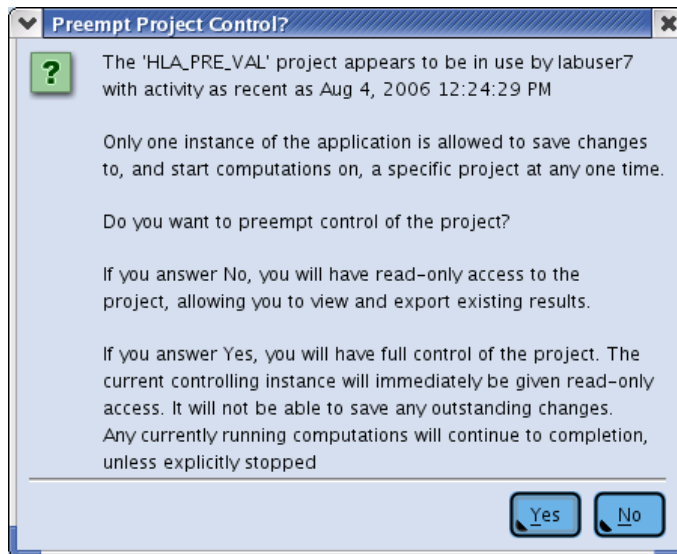 Preempt Project Control?
The 'HLA_PRE_VAL' project appears to be in use by labuser7
with activity as recent as Aug 4, 2006 12:24:29 PM
Only one instance of the application is allowed to save changes
to, and start computations on, a specific project at any one time.
Do you want to preempt control of the project?
If you answer No, you will have read-only access to the
project, allowing you to view and export existing results.
If you answer Yes, you will have full control of the project. The
current controlling instance will immediately be given read-only
access. It will not be able to save any outstanding changes.
Any currently running computations will continue to completion,
unless explicitly stopped
Yes No